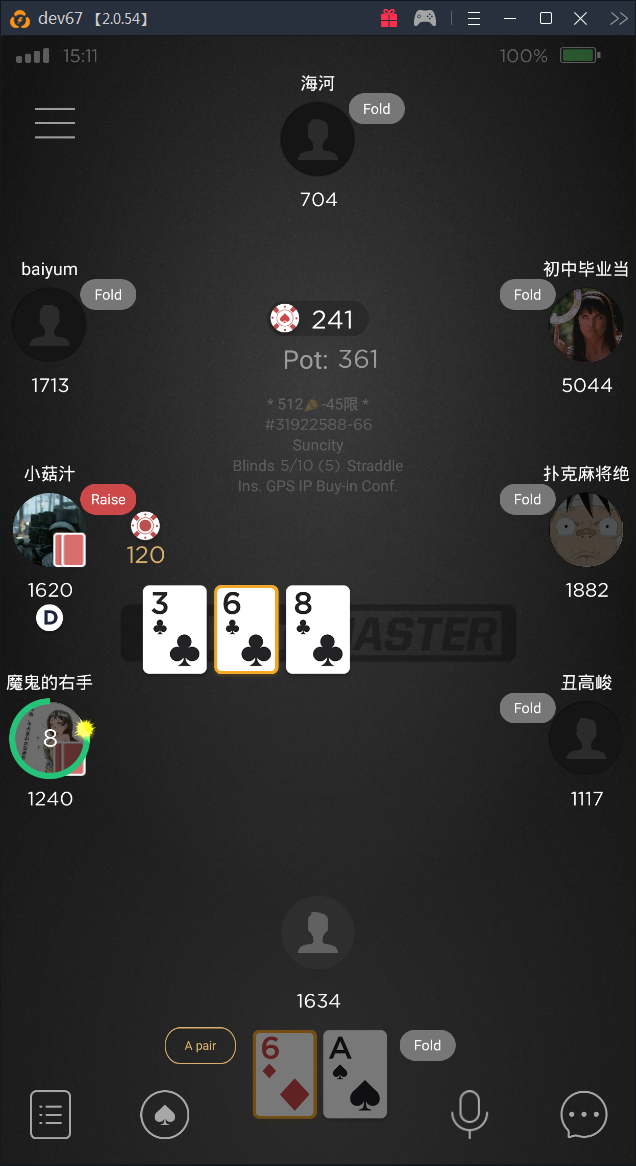 dev67 【2.0.54】
15:11
100%
海河
Fold
704
baiyum
Fold
1713
初中毕业当
Fold
5044
241
Pot: 361
* 512🎉-45限 *
#31922588-66
Suncity
Blinds 5/10 (5) Straddle
Ins. GPS IP Buy-in Conf.
小菇汁
Raise
120
1620
D
扑克麻将绝
Fold
1882
3
6
8
MASTER
魔鬼的右手
8
1240
丑高峻
Fold
1117
1634
A pair
6
A
Fold